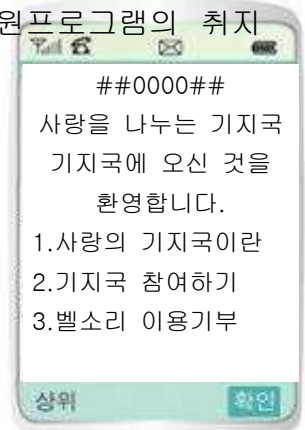 원프로그램의 취지
##0000##
사랑을 나누는 기지국
기지국에 오신 것을
환영합니다.
1.사랑의 기지국이란
2.기지국 참여하기
3.벨소리 이용기부
상위
확인